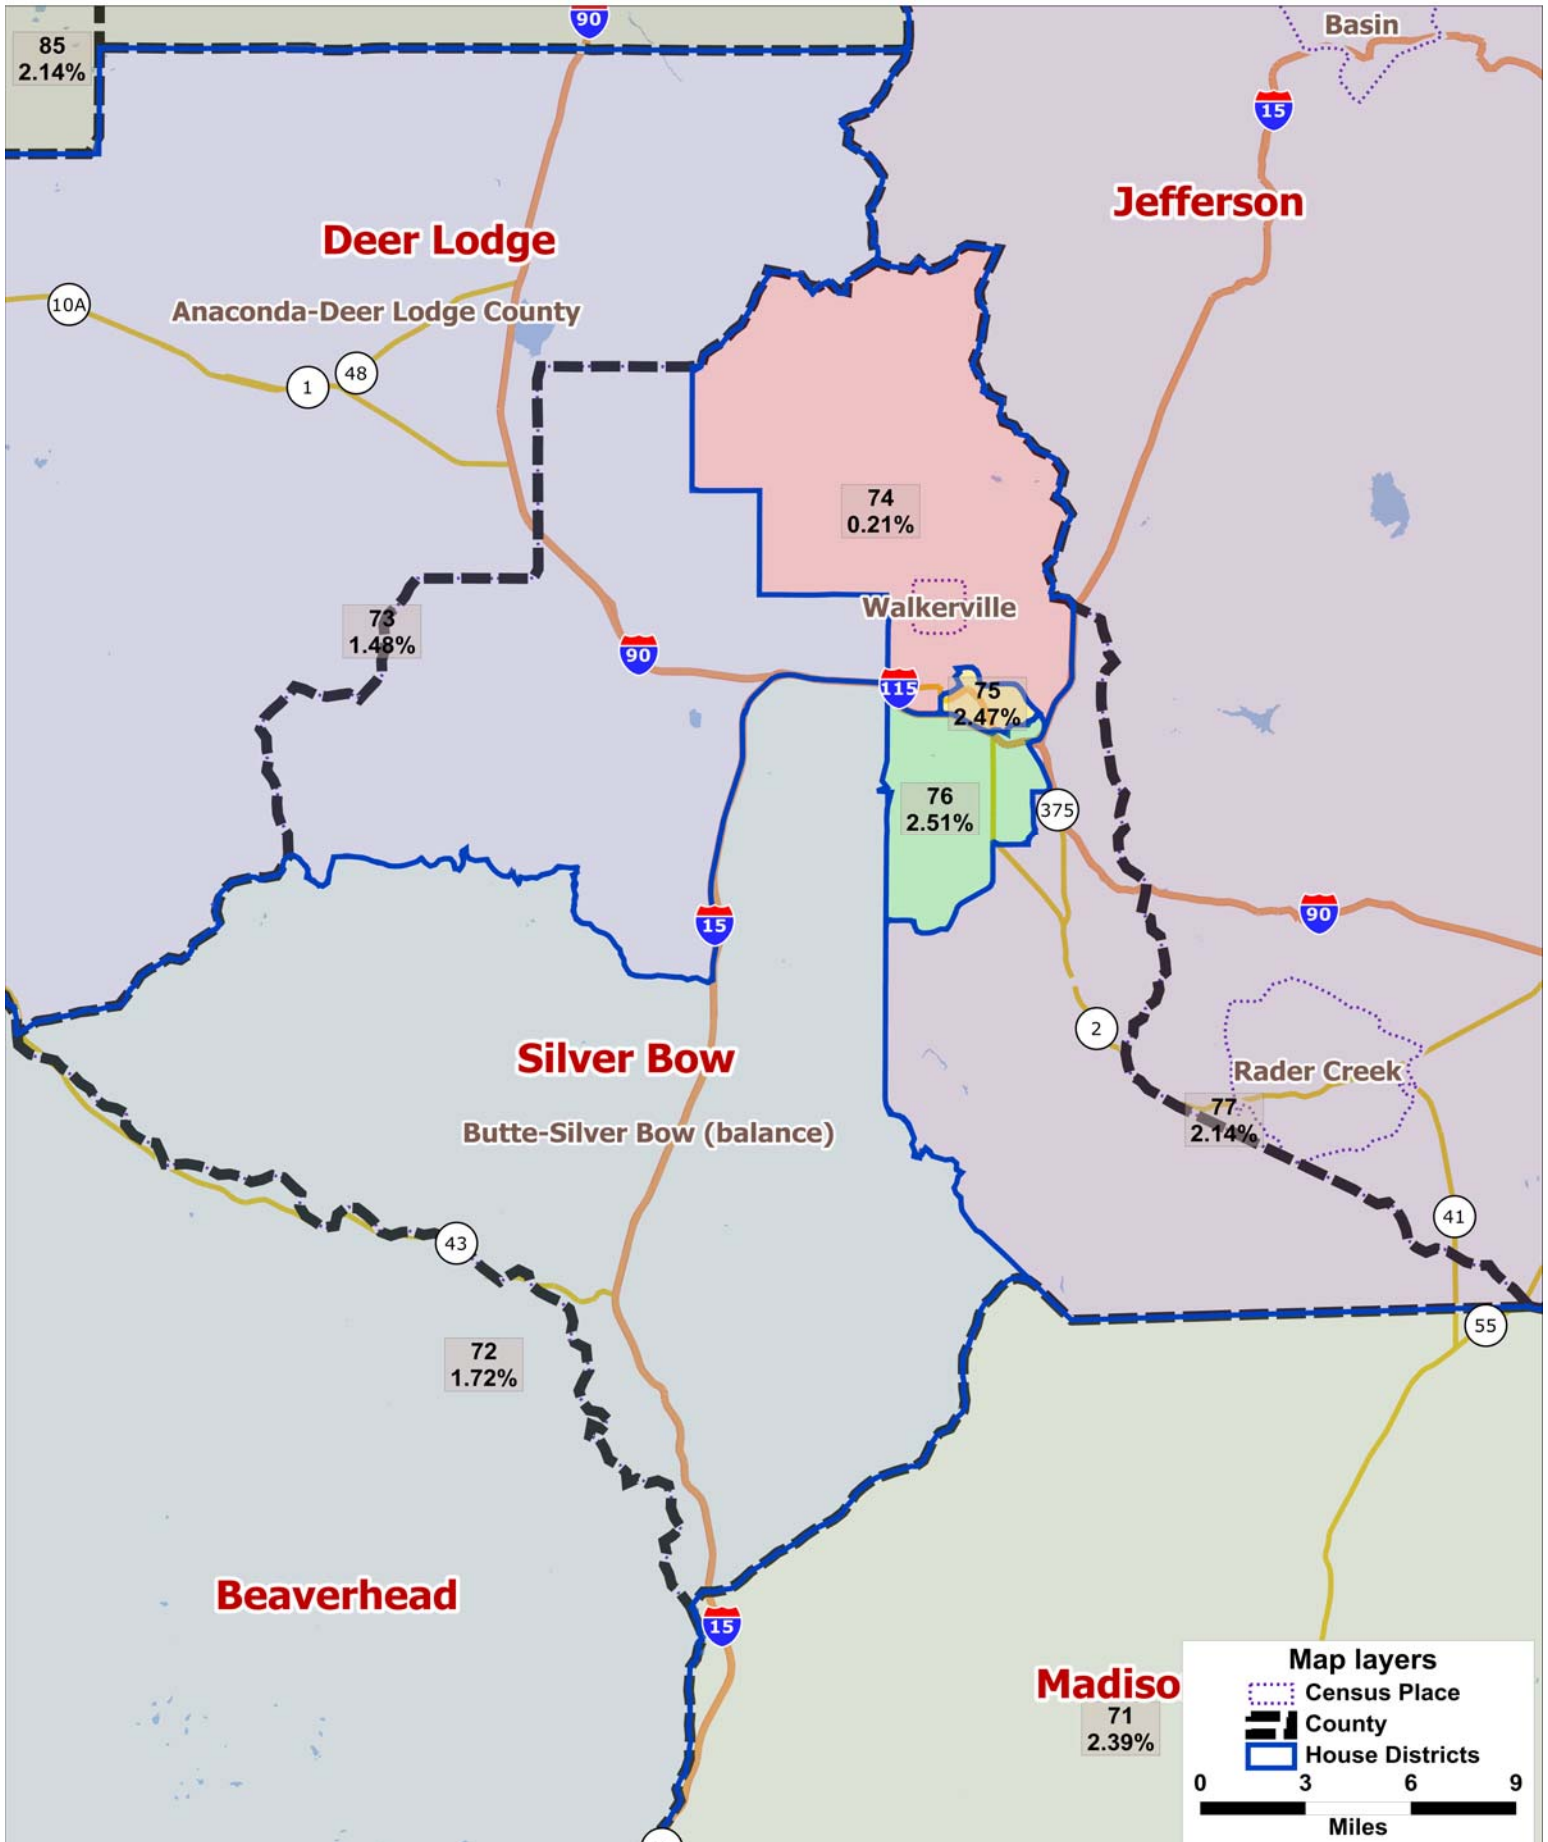 90
Basin
85
2.14%
15
Jefferson
Deer Lodge
10A
Anaconda-Deer Lodge County
48
1
74
0.21%
Walkerville
73
1.48%
90
115
75
2.47%
76
2.51%
375
15
90
2
Silver Bow
Rader Creek
77
2.14%
Butte-Silver Bow (balance)
41
43
55
72
1.72%
Beaverhead
15
Madiso
71
2.39%
Map layers
Census Place
County
House Districts
0 3 6 9
Miles